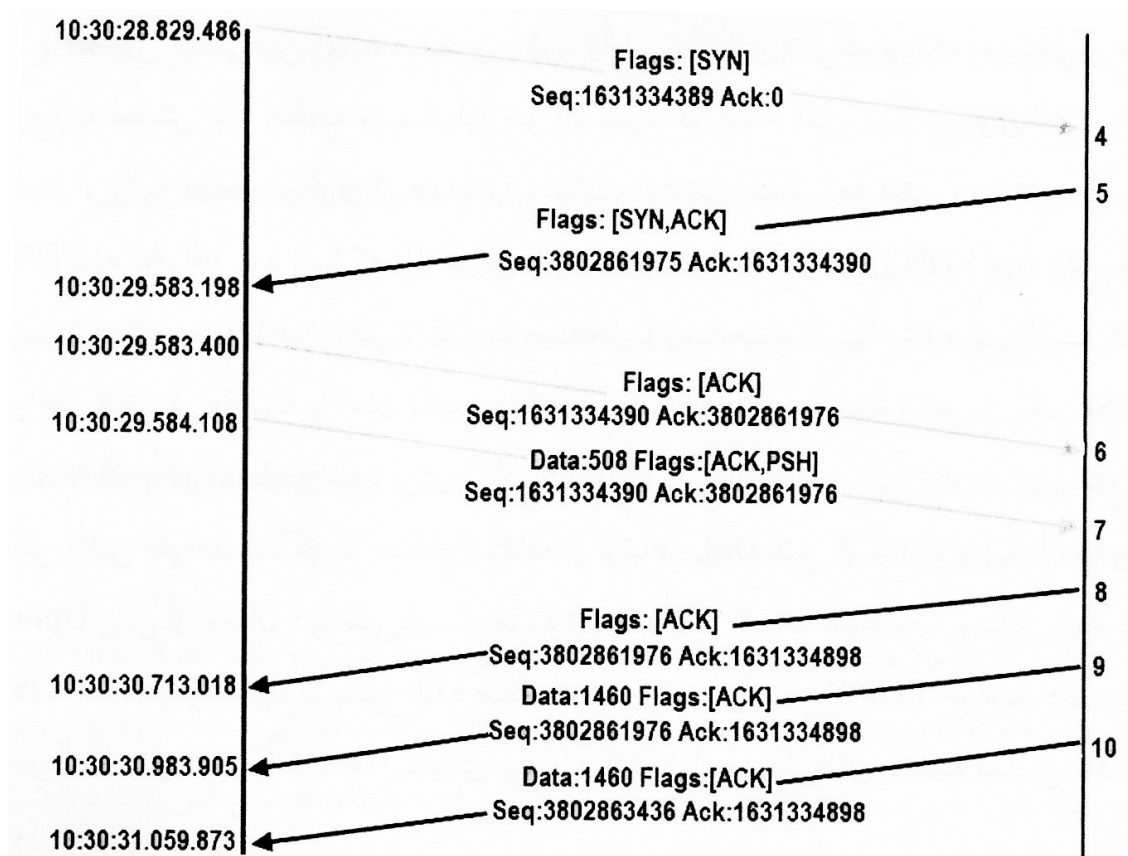 10:30:28.829.486
Flags: [SYN]
Seq:1631334389 Ack:0
4
5
Flags: [SYN,ACK]
Seq:3802861975 Ack:1631334390
10:30:29.583.198
10:30:29.583.400
Flags: [ACK]
Seq:1631334390 Ack:3802861976
10:30:29.584.108
6
Data:508 Flags:[ACK,PSH]
Seq:1631334390 Ack:3802861976
7
8
Flags: [ACK]
Seq:3802861976 Ack:1631334898
9
10:30:30.713.018
Data:1460 Flags:[ACK]
Seq:3802861976 Ack:1631334898
10
10:30:30.983.905
Data:1460 Flags:[ACK]
Seq:3802863436 Ack:1631334898
10:30:31.059.873